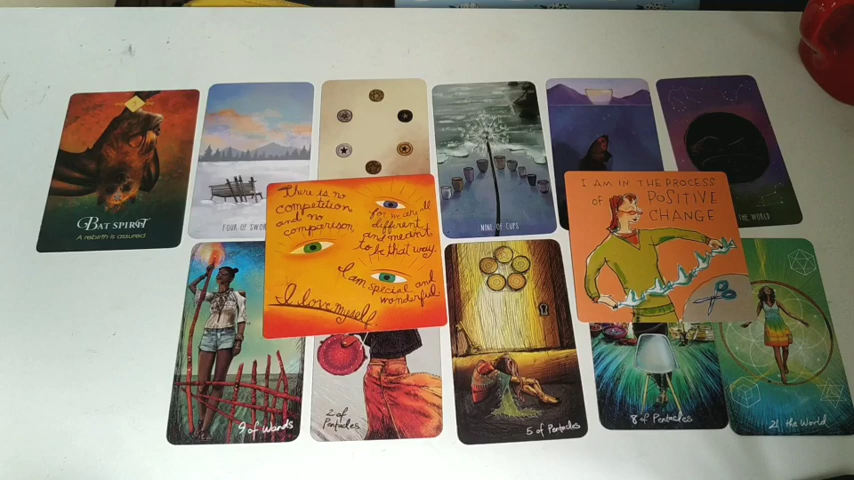 BAT SPIRIT
A rebirth is assured
FOUR OF SWOR
NINE OF CUPS
THE WORLD
There is no
competition
and no
comparison
for we are all
different
and meant
to be that way.
I am special and
wonderful.
I love myself
I AM IN THE PROCESS
OF POSITIVE
CHANGE
9 of Wands
2 of
Pentacles
5 of Pentacles
8 of Pentacles
21 the World